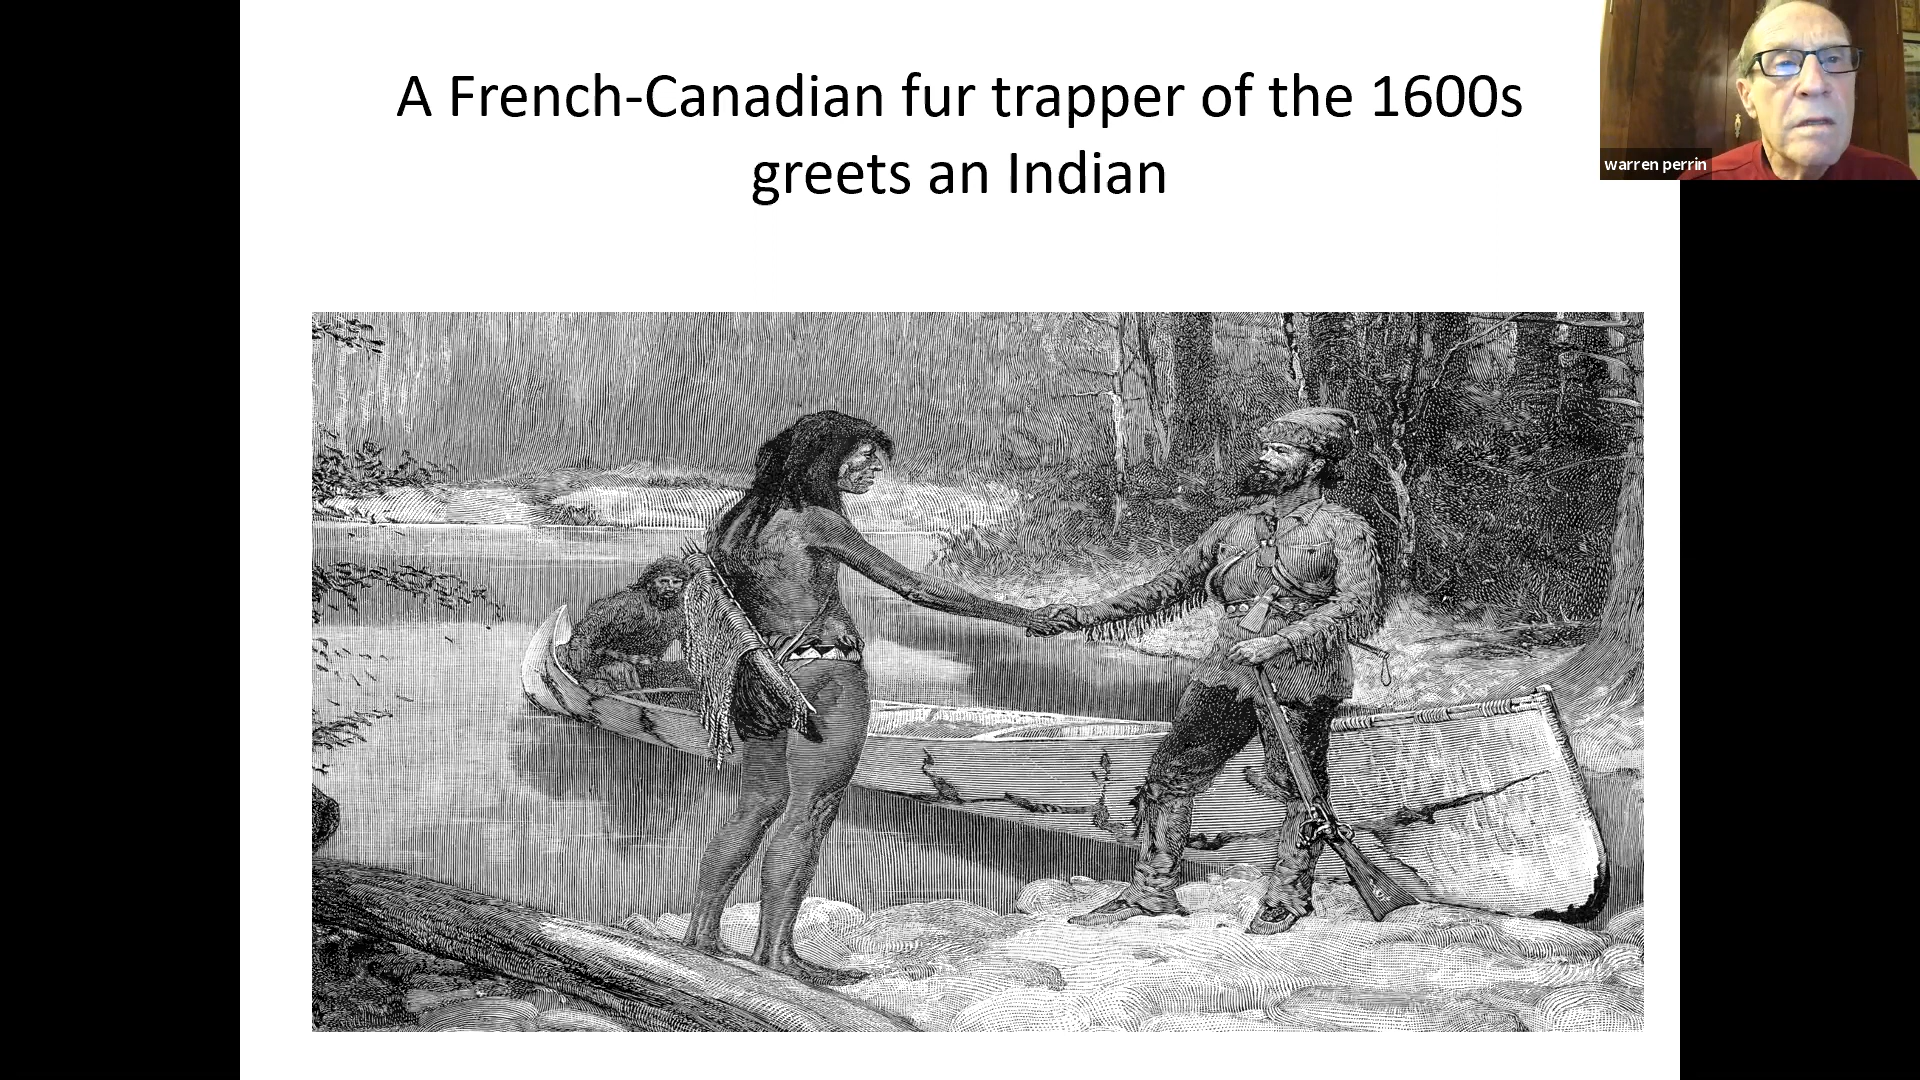 A French-Canadian fur trapper of the 1600s
greets an Indian
warren perrin